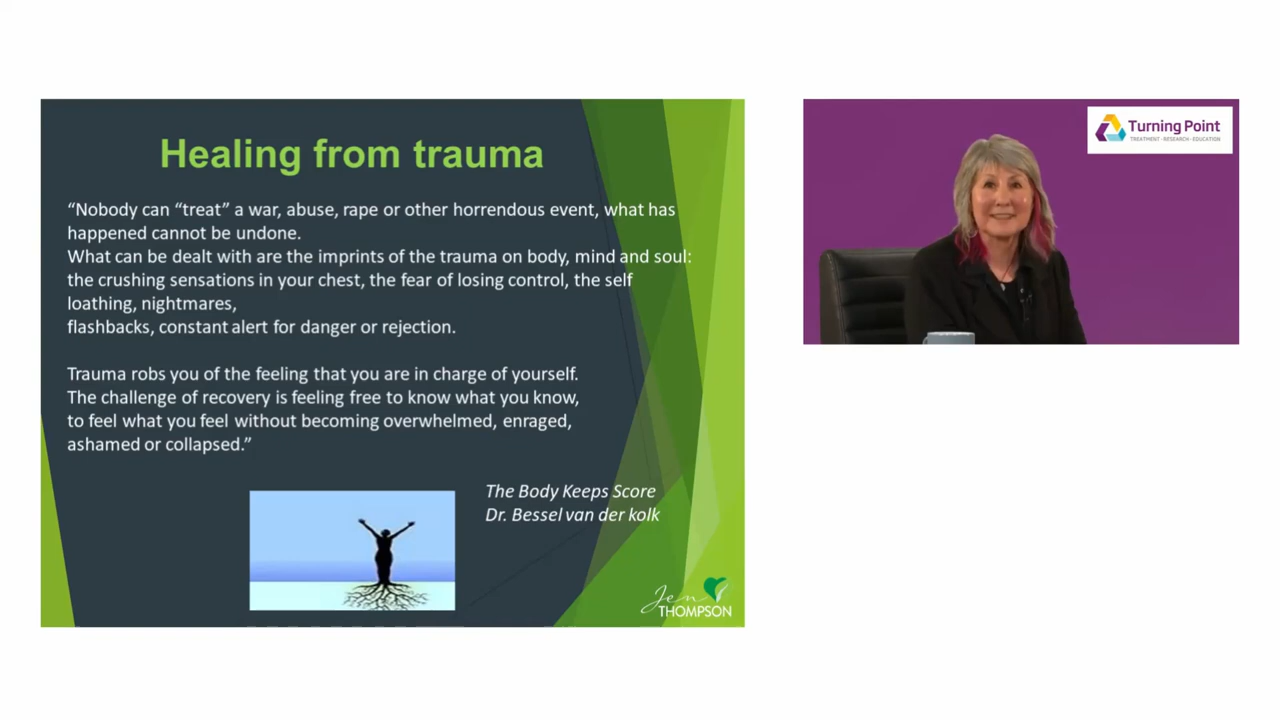 Healing from trauma
“Nobody can “treat” a war, abuse, rape or other horrendous event, what has
happened cannot be undone.
What can be dealt with are the imprints of the trauma on body, mind and soul:
the crushing sensations in your chest, the fear of losing control, the self
loathing, nightmares,
flashbacks, constant alert for danger or rejection.
Trauma robs you of the feeling that you are in charge of yourself.
The challenge of recovery is feeling free to know what you know,
to feel what you feel without becoming overwhelmed, enraged,
ashamed or collapsed.”
The Body Keeps Score
Dr. Bessel van der kolk
Jen
THOMPSON
Turning Point
TREATMENT · RESEARCH · EDUCATION